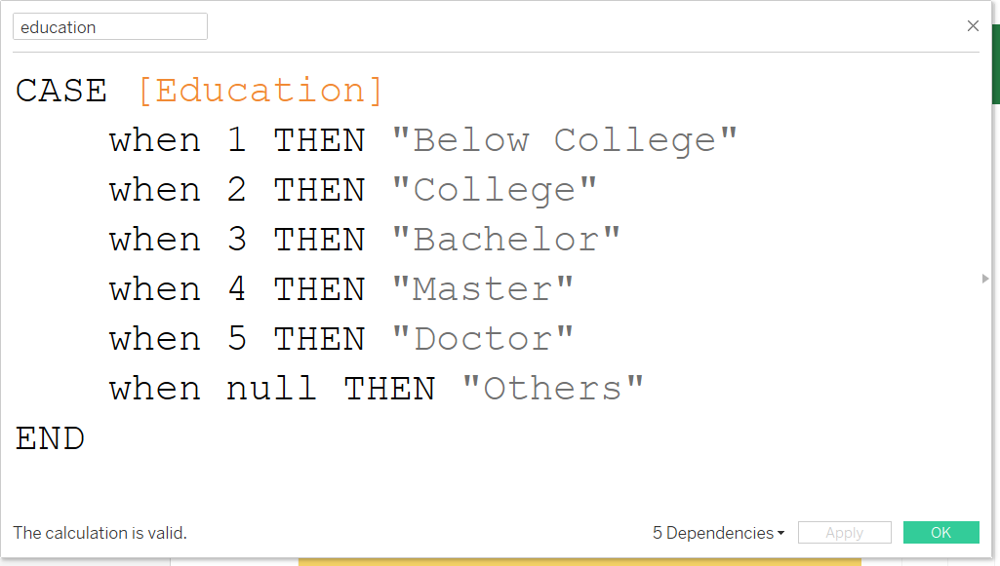 education
CASE [Education]
when 1 THEN "Below College"
when 2 THEN "College"
when 3 THEN "Bachelor"
when 4 THEN "Master"
when 5 THEN "Doctor"
when null THEN "Others"
END
The calculation is valid. 5 Dependencies Apply OK